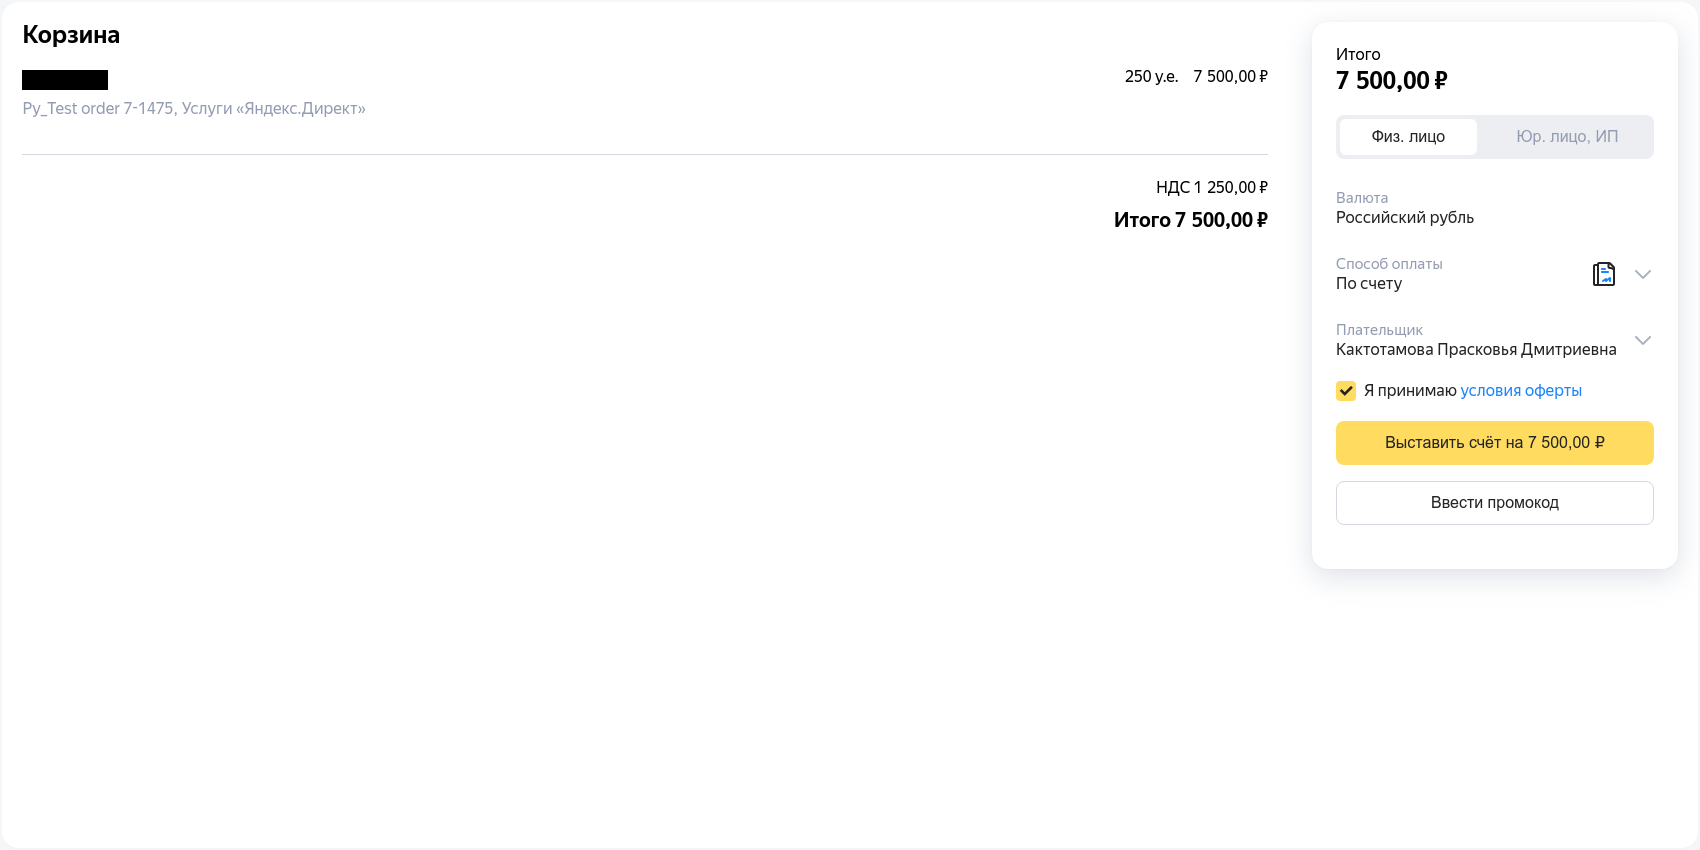 Корзина
250 у.е. 7 500,00 ₽
Py_Test order 7-1475, Услуги «Яндекс.Директ»
НДС 1 250,00 ₽
Итого 7 500,00 ₽
Итого
7 500,00 ₽
Физ. лицо
Юр. лицо, ИП
Валюта
Российский рубль
Способ оплаты
По счету
Плательщик
Кактотамова Прасковья Дмитриевна
Я принимаю условия оферты
Выставить счёт на 7 500,00 ₽
Ввести промокод